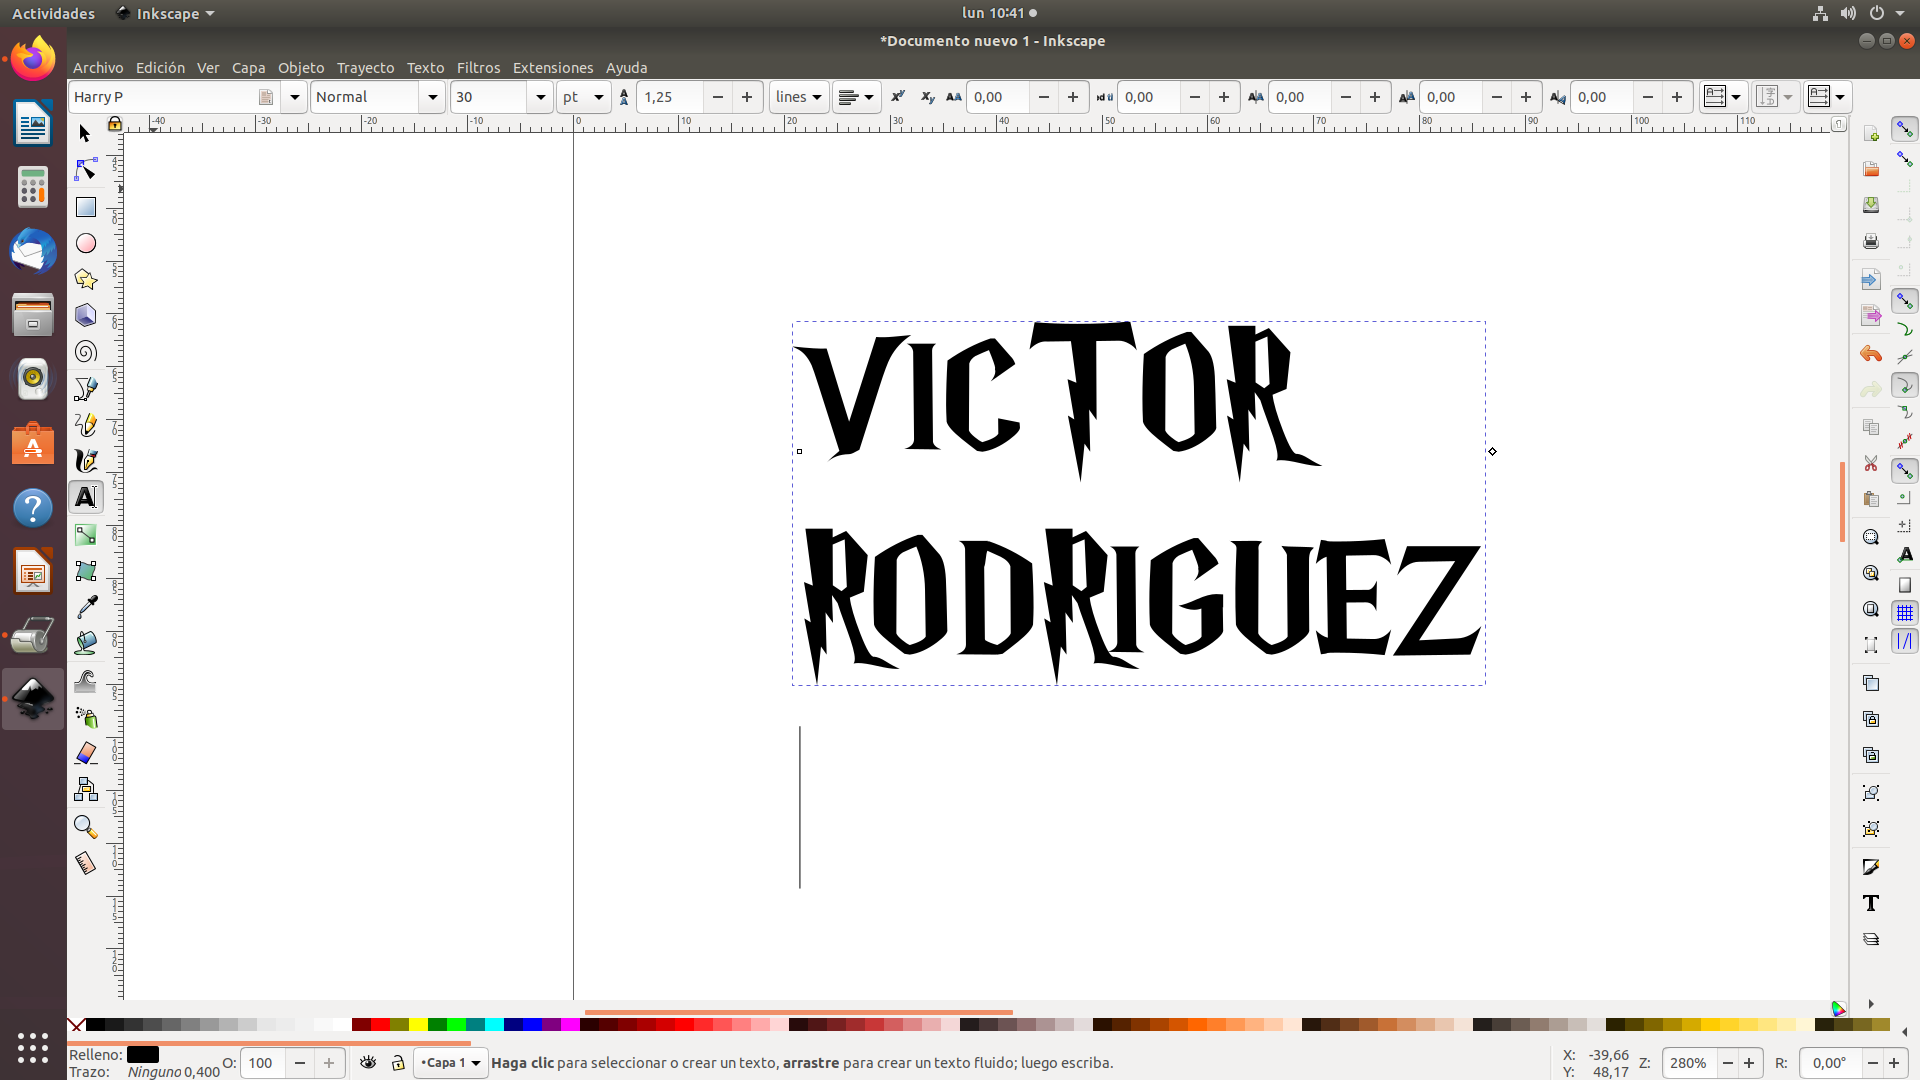 Actividades Inkscape lun 10:41
*Documento nuevo 1 - Inkscape
Archivo Edición Ver Capa Objeto Trayecto Texto Filtros Extensiones Ayuda
Harry P Normal 30 pt 1,25 lines 0,00 0,00 0,00 0,00 0,00
-40 -30 -20 -10 0 10 20 30 40 50 60 70 80 90 100 110
VICTOR
RODRIGUEZ
Relleno: O: 100 Capa 1 Haga clic para seleccionar o crear un texto, arrastre para crear un texto fluido; luego escriba. X: -39,66 Z: 280% R: 0,00°
Trazo: Ninguno 0,400 Y: 48,17